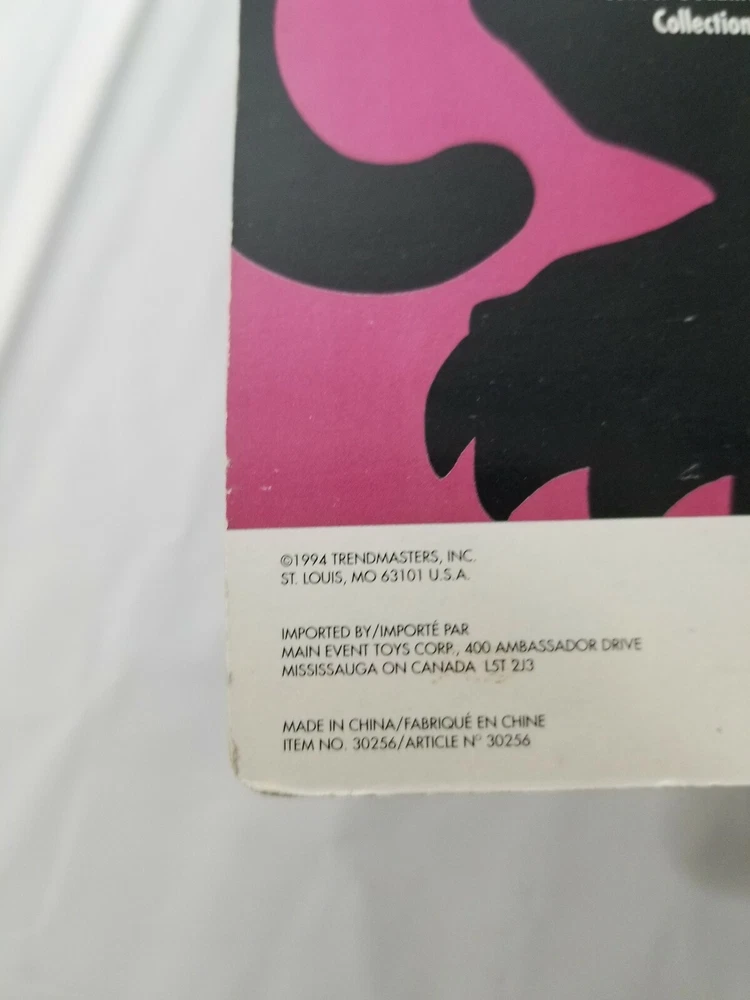 Collection
©1994 TRENDMASTERS, INC.
ST. LOUIS, MO 63101 U.S.A.
IMPORTED BY/IMPORTÉ PAR
MAIN EVENT TOYS CORP., 400 AMBASSADOR DRIVE
MISSISSAUGA ON CANADA L5T 2J3
MADE IN CHINA/FABRIQUÉ EN CHINE
ITEM NO. 30256/ARTICLE N° 30256